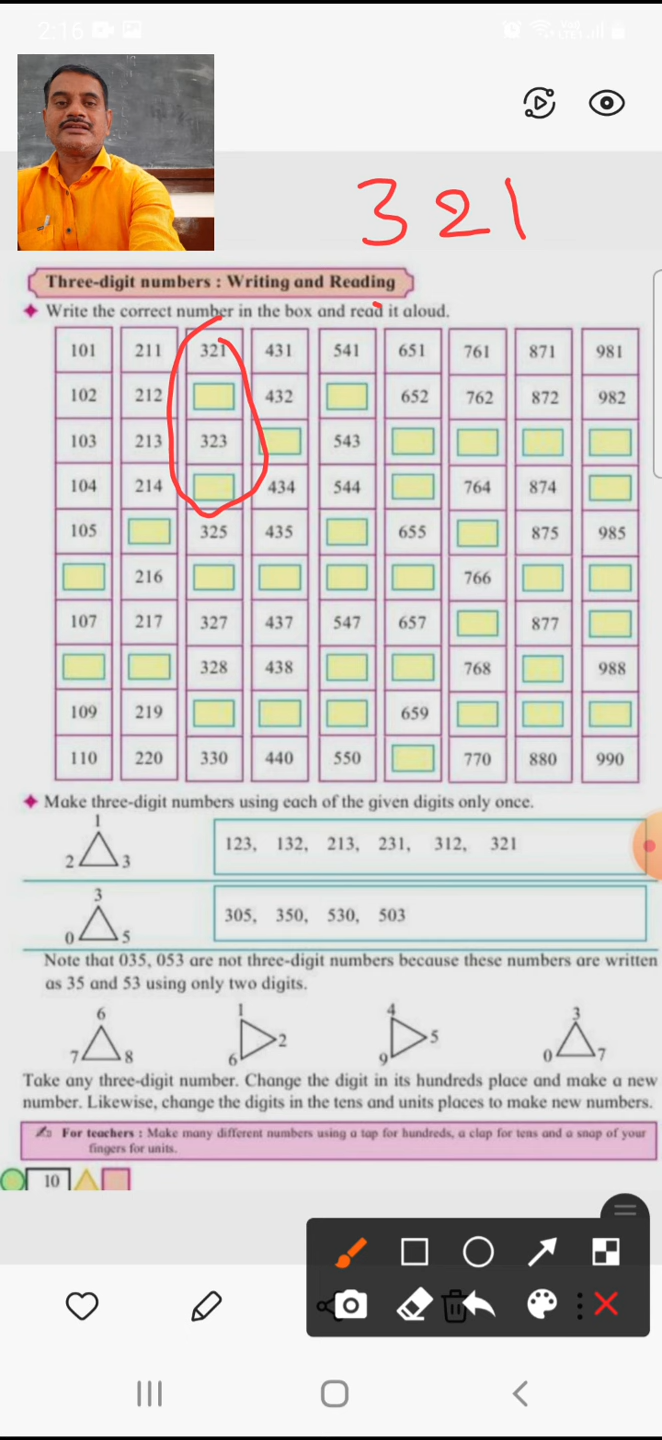 2:16
321
Three-digit numbers : Writing and Reading
Write the correct number in the box and read it aloud.
101 211 321 431 541 651 761 871 981
102 212 432 652 762 872 982
103 213 323 543
104 214 434 544 764 874
105 325 435 655 875 985
216 766
107 217 327 437 547 657 877
328 438 768 988
109 219 659
110 220 330 440 550 770 880 990
Make three-digit numbers using each of the given digits only once.
1
2 3
123, 132, 213, 231, 312, 321
3
0 5
305, 350, 530, 503
Note that 035, 053 are not three-digit numbers because these numbers are written
as 35 and 53 using only two digits.
6 1 4 3
7 8 6 2 9 5 0 7
Take any three-digit number. Change the digit in its hundreds place and make a new
number. Likewise, change the digits in the tens and units places to make new numbers.
For teachers : Make many different numbers using a tap for hundreds, a clap for tens and a snap of your
fingers for units.
10